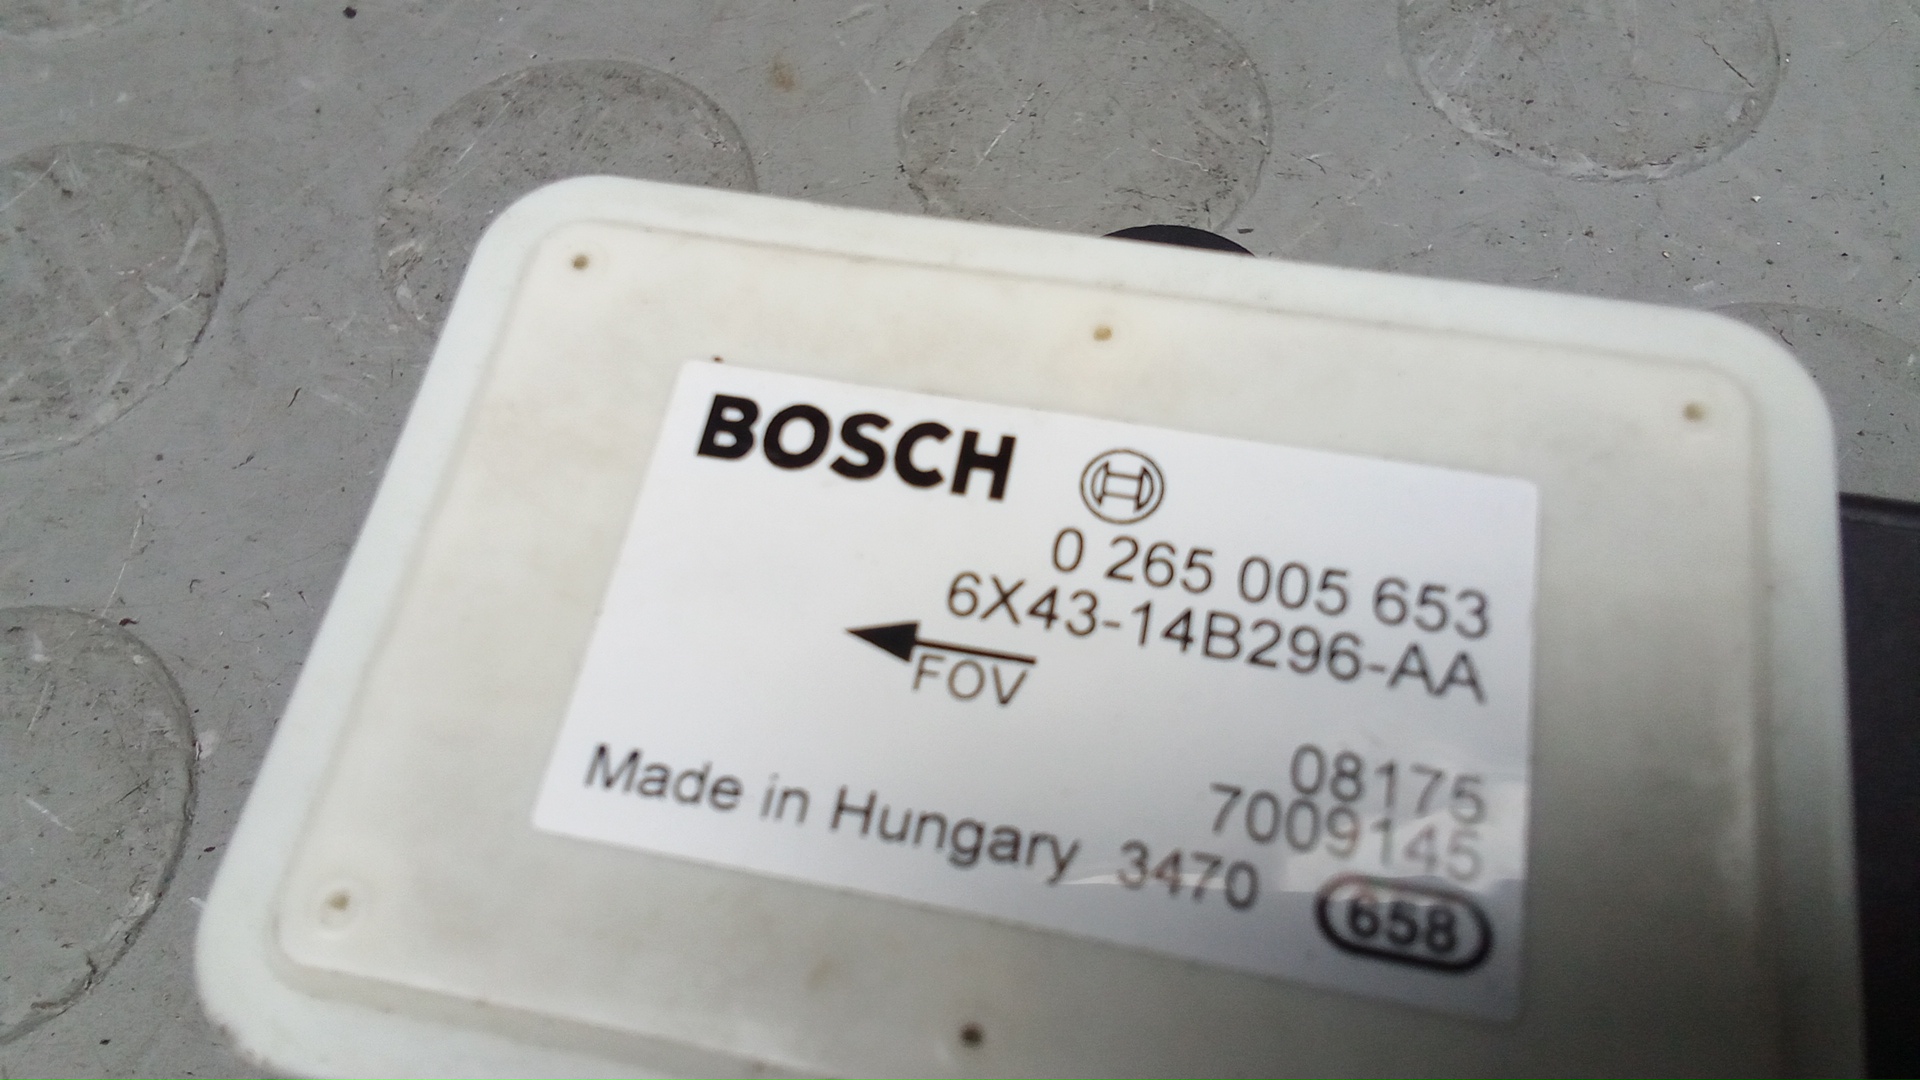 BOSCH
0 265 005 653
6X43-14B296-AA
FOV
08175
7009145
Made in Hungary 3470
658